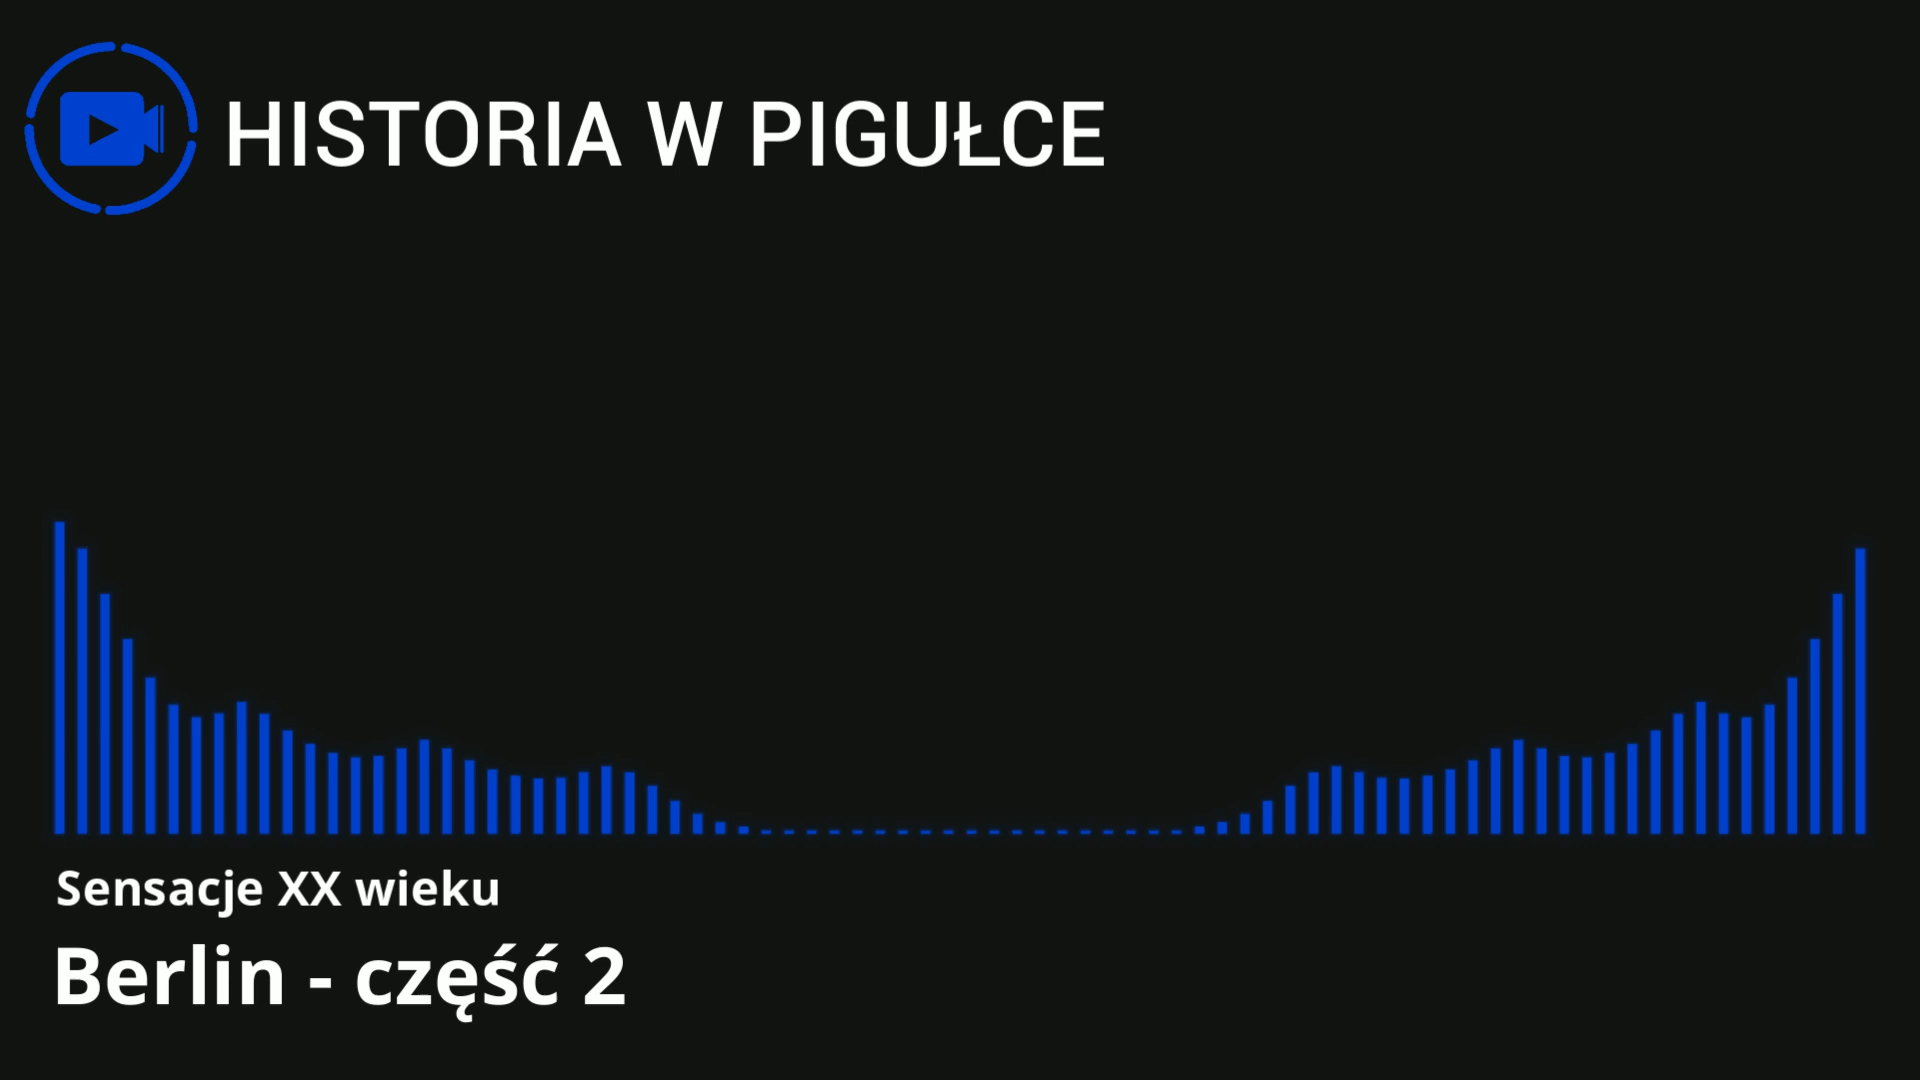 HISTORIA W PIGUŁCE
Sensacje XX wieku
Berlin - część 2